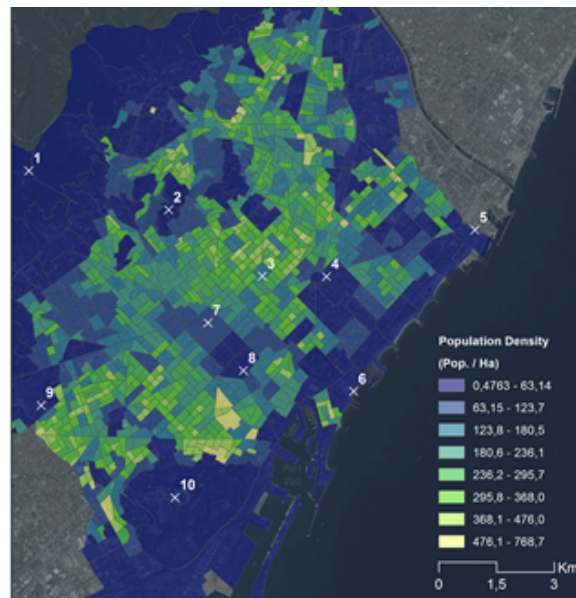 1
2
5
3
4
7
8
6
9
10
Port
Vell
Population Density
(Pop. / Ha)
0,4763 - 63,14
63,15 - 123,7
123,8 - 180,5
180,6 - 236,1
236,2 - 295,7
295,8 - 368,0
368,1 - 476,0
476,1 - 768,7
Km
0 1,5 3